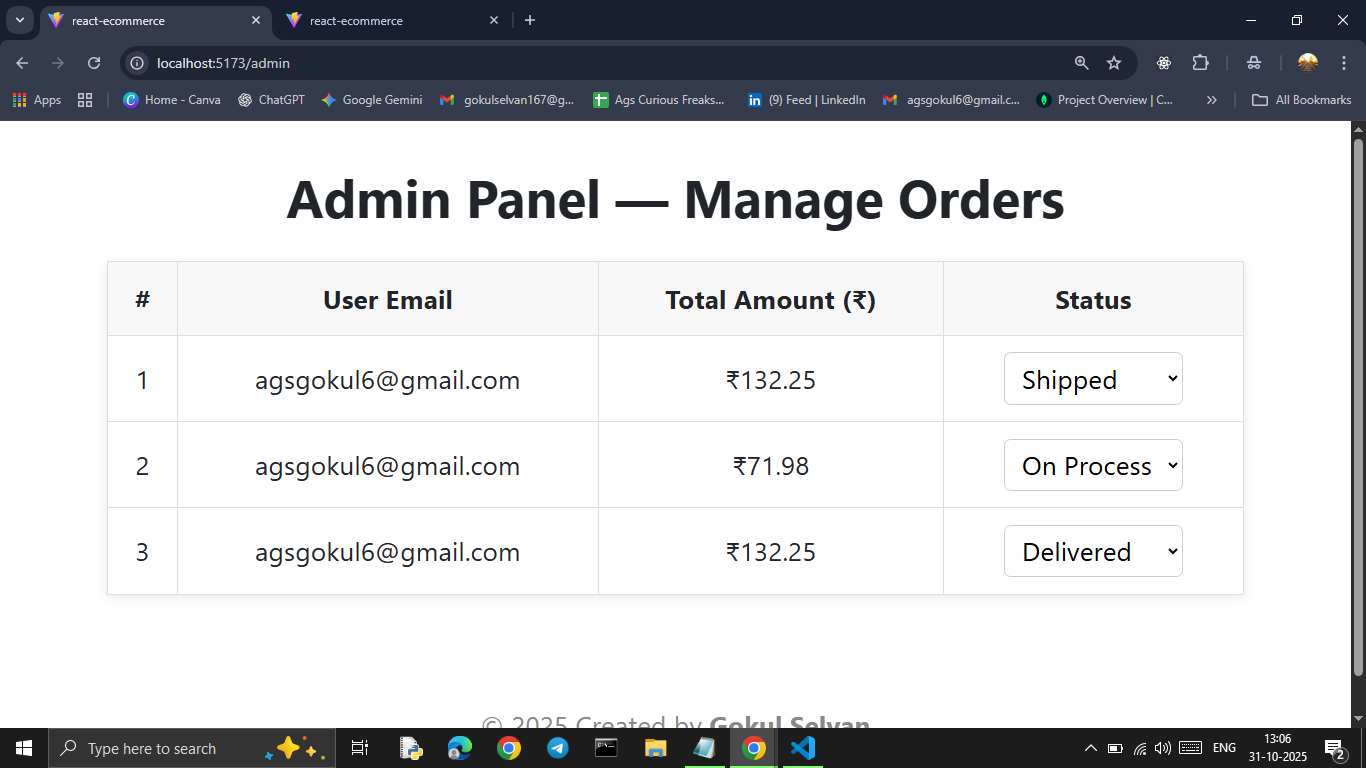 react-ecommerce
react-ecommerce
localhost:5173/admin
Apps
Home - Canva
ChatGPT
Google Gemini
gokulselvan167@g...
Ags Curious Freaks...
(9) Feed | LinkedIn
agsgokul6@gmail.c...
Project Overview | C...
All Bookmarks
Admin Panel — Manage Orders
# User Email Total Amount (₹) Status
1 agsgokul6@gmail.com ₹132.25 Shipped
2 agsgokul6@gmail.com ₹71.98 On Process
3 agsgokul6@gmail.com ₹132.25 Delivered
© 2025 Created by Gokul Selvan
Type here to search
ENG
13:06
31-10-2025
2